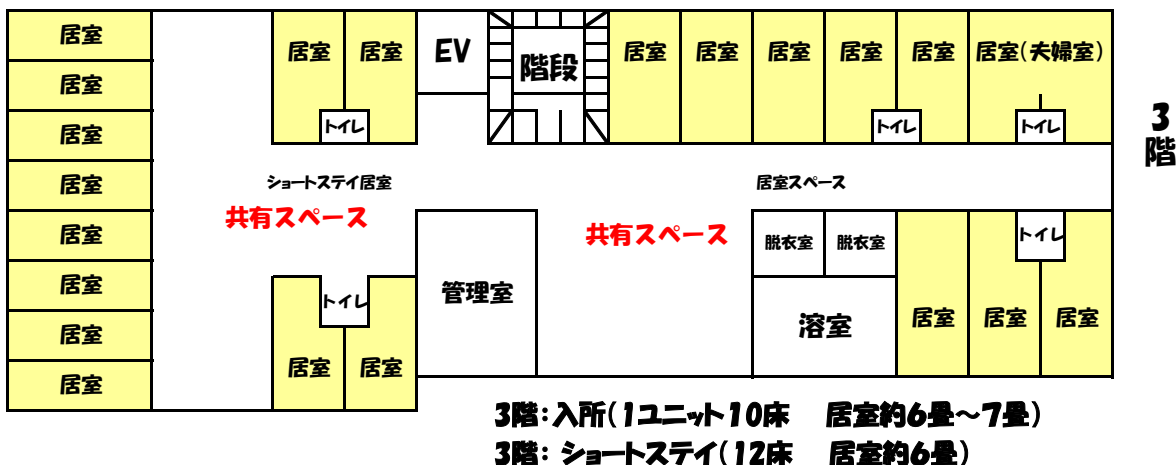 居室
居室
居室
居室
居室
居室
居室
居室
居室 居室 EV 階段 居室 居室 居室 居室 居室 居室(夫婦室)
トイレ トイレ トイレ
3階
ショートステイ居室 居室スペース
共有スペース 共有スペース
脱衣室 脱衣室 トイレ
トイレ 管理室
溶室 居室 居室 居室
居室 居室
3階:入所(1ユニット10床 居室約6畳～7畳)
3階: ショートステイ(12床 居室約6畳)